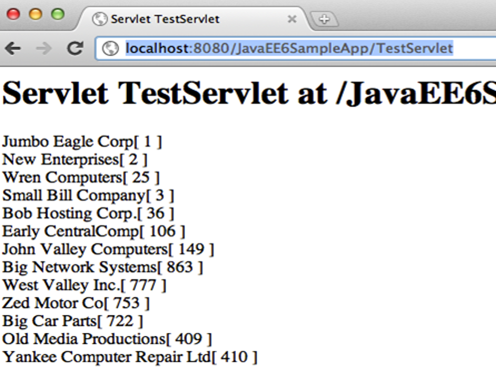 Servlet TestServlet
localhost:8080/JavaEE6SampleApp/TestServlet
Servlet TestServlet at /JavaEE6S
Jumbo Eagle Corp[ 1 ]
New Enterprises[ 2 ]
Wren Computers[ 25 ]
Small Bill Company[ 3 ]
Bob Hosting Corp.[ 36 ]
Early CentralComp[ 106 ]
John Valley Computers[ 149 ]
Big Network Systems[ 863 ]
West Valley Inc.[ 777 ]
Zed Motor Co[ 753 ]
Big Car Parts[ 722 ]
Old Media Productions[ 409 ]
Yankee Computer Repair Ltd[ 410 ]